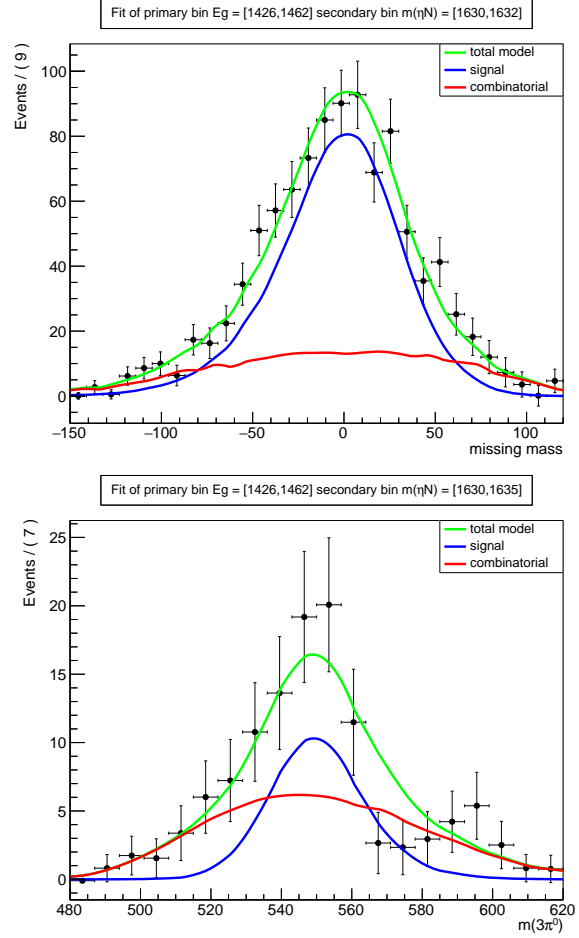 Fit of primary bin Eg = [1426,1462] secondary bin m(ηN) = [1630,1632]
Events / ( 9 )
total model
signal
combinatorial
100
80
60
40
20
0
−150 −100 −50 0 50 100
missing mass
Fit of primary bin Eg = [1426,1462] secondary bin m(ηN) = [1630,1635]
Events / ( 7 )
total model
signal
combinatorial
25
20
15
10
5
0
480 500 520 540 560 580 600 620
m(3π⁰)